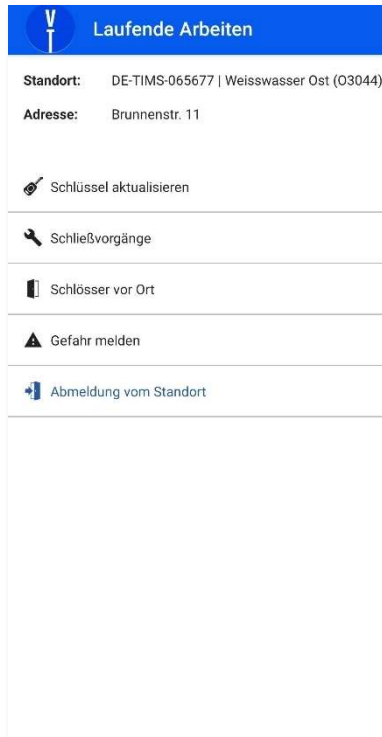 V
T
Laufende Arbeiten
Standort: DE-TIMS-065677 | Weisswasser Ost (O3044)
Adresse: Brunnenstr. 11
Schlüssel aktualisieren
Schließvorgänge
Schlösser vor Ort
Gefahr melden
Abmeldung vom Standort